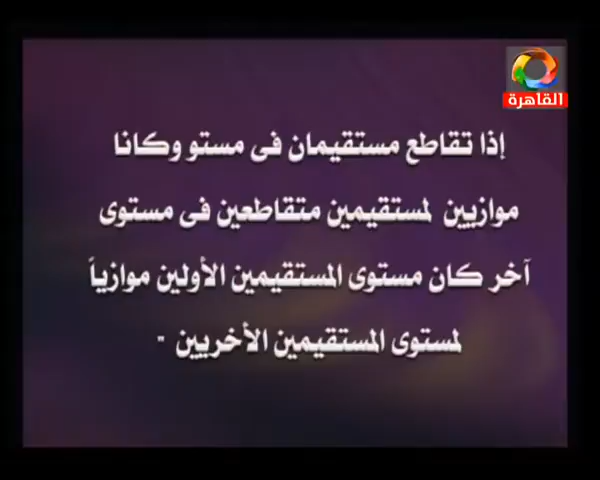 القاهرة
إذا تقاطع مستقيمان فى مستو وكانا
موازيين لمستقيمين متقاطعين فى مستوى
آخر كان مستوى المستقيمين الأولين موازياً
لمستوى المستقيمين الأخريين "